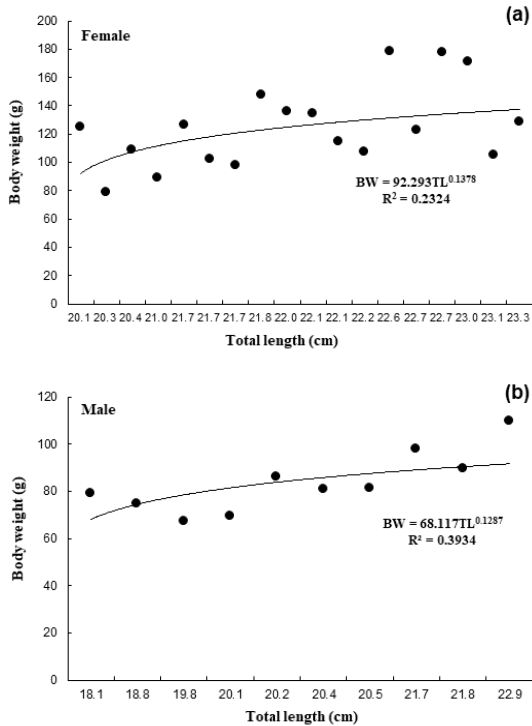 (a)
Female
200
180
160
140
120
100
80
60
40
20
0
Body weight (g)
BW = 92.293TL^0.1378
R² = 0.2324
20.1 20.3 20.4 21.0 21.7 21.7 21.7 21.8 22.0 22.1 22.1 22.2 22.6 22.7 22.7 23.0 23.1 23.3
Total length (cm)
(b)
Male
120
100
80
60
40
20
0
Body weight (g)
BW = 68.117TL^0.1287
R² = 0.3934
18.1 18.8 19.8 20.1 20.2 20.4 20.5 21.7 21.8 22.9
Total length (cm)